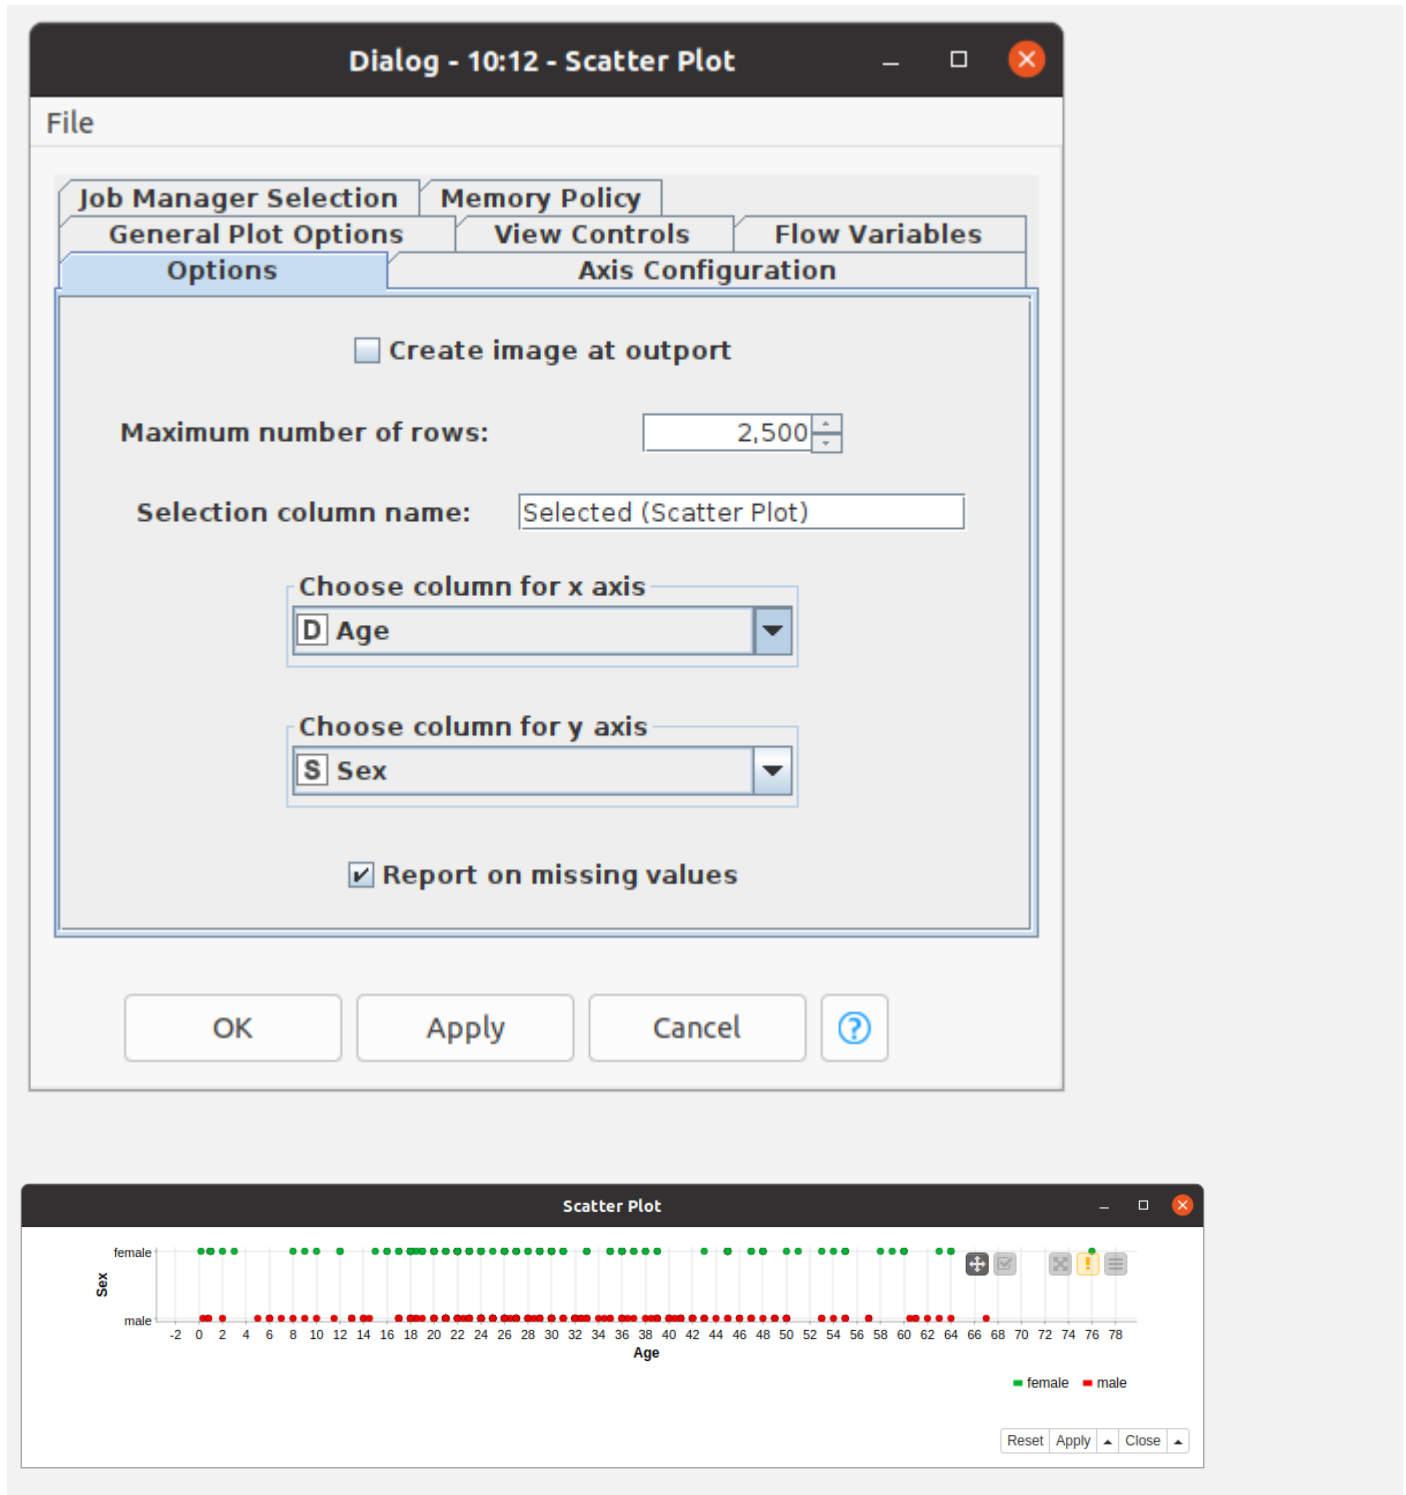 Dialog - 10:12 - Scatter Plot
File
Job Manager Selection Memory Policy
General Plot Options View Controls Flow Variables
Options Axis Configuration
Create image at outport
Maximum number of rows: 2,500
Selection column name: Selected (Scatter Plot)
Choose column for x axis
D Age
Choose column for y axis
S Sex
Report on missing values
OK Apply Cancel ?
Scatter Plot
female
Sex
male
-2 0 2 4 6 8 10 12 14 16 18 20 22 24 26 28 30 32 34 36 38 40 42 44 46 48 50 52 54 56 58 60 62 64 66 68 70 72 74 76 78
Age
female male
Reset Apply Close